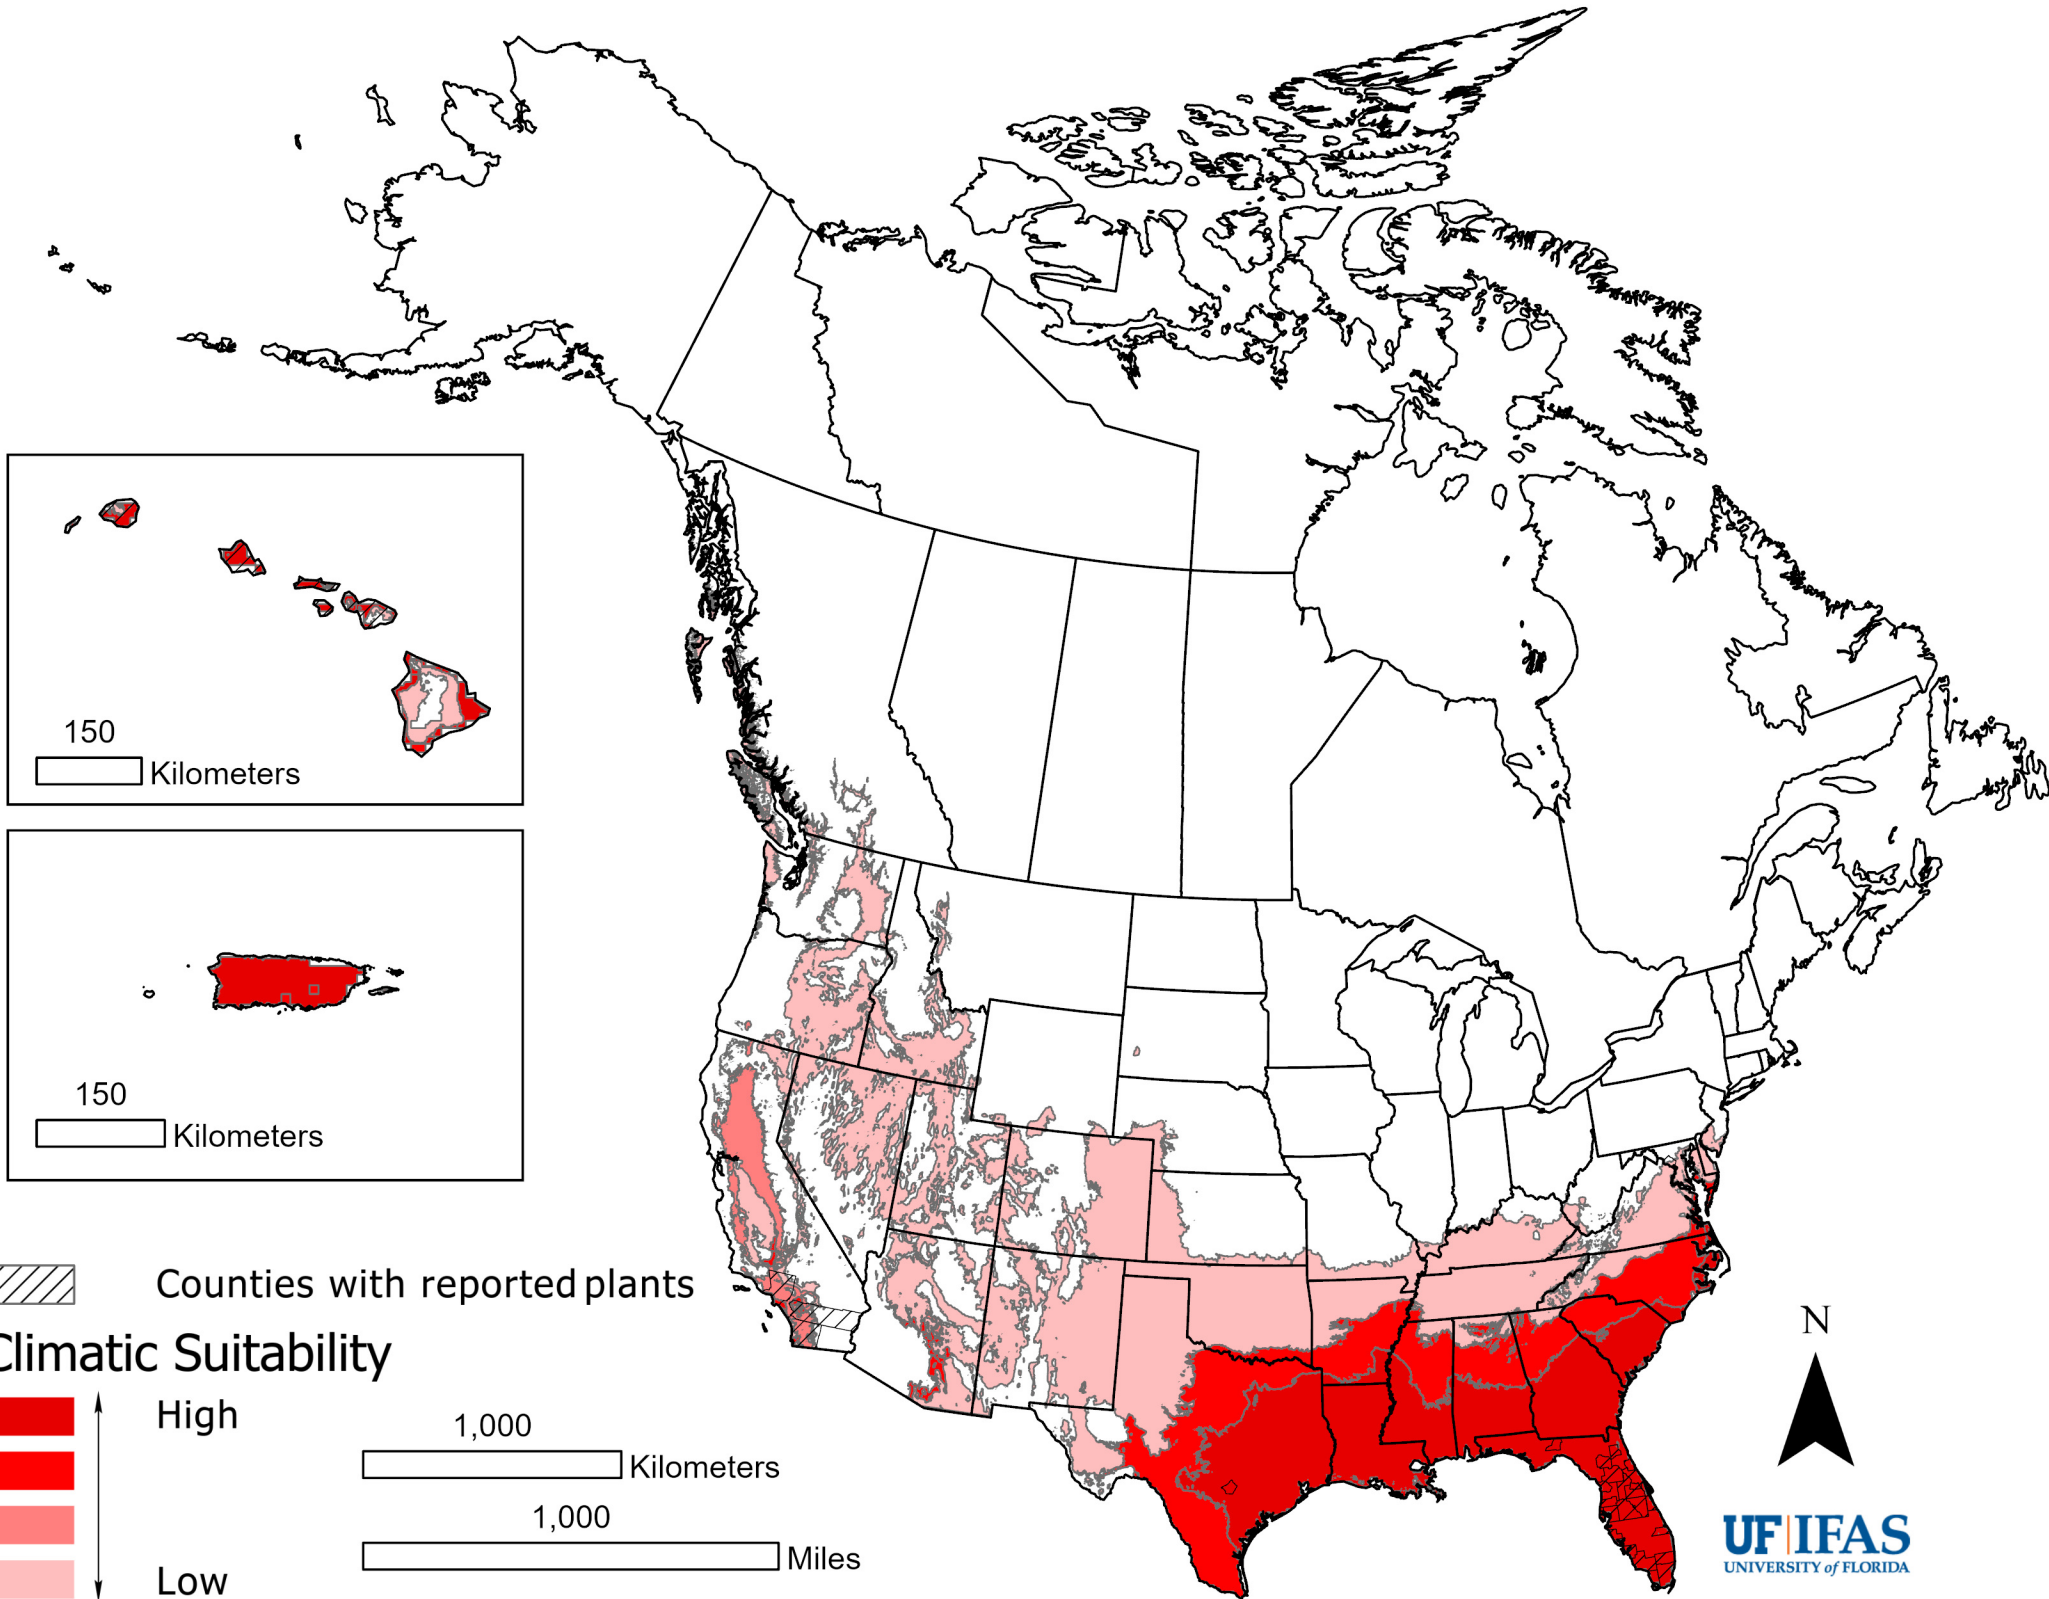 150
Kilometers
150
Kilometers
Counties with reported plants
Climatic Suitability
High
Low
1,000
Kilometers
1,000
Miles
N
UF|IFAS
UNIVERSITY of FLORIDA